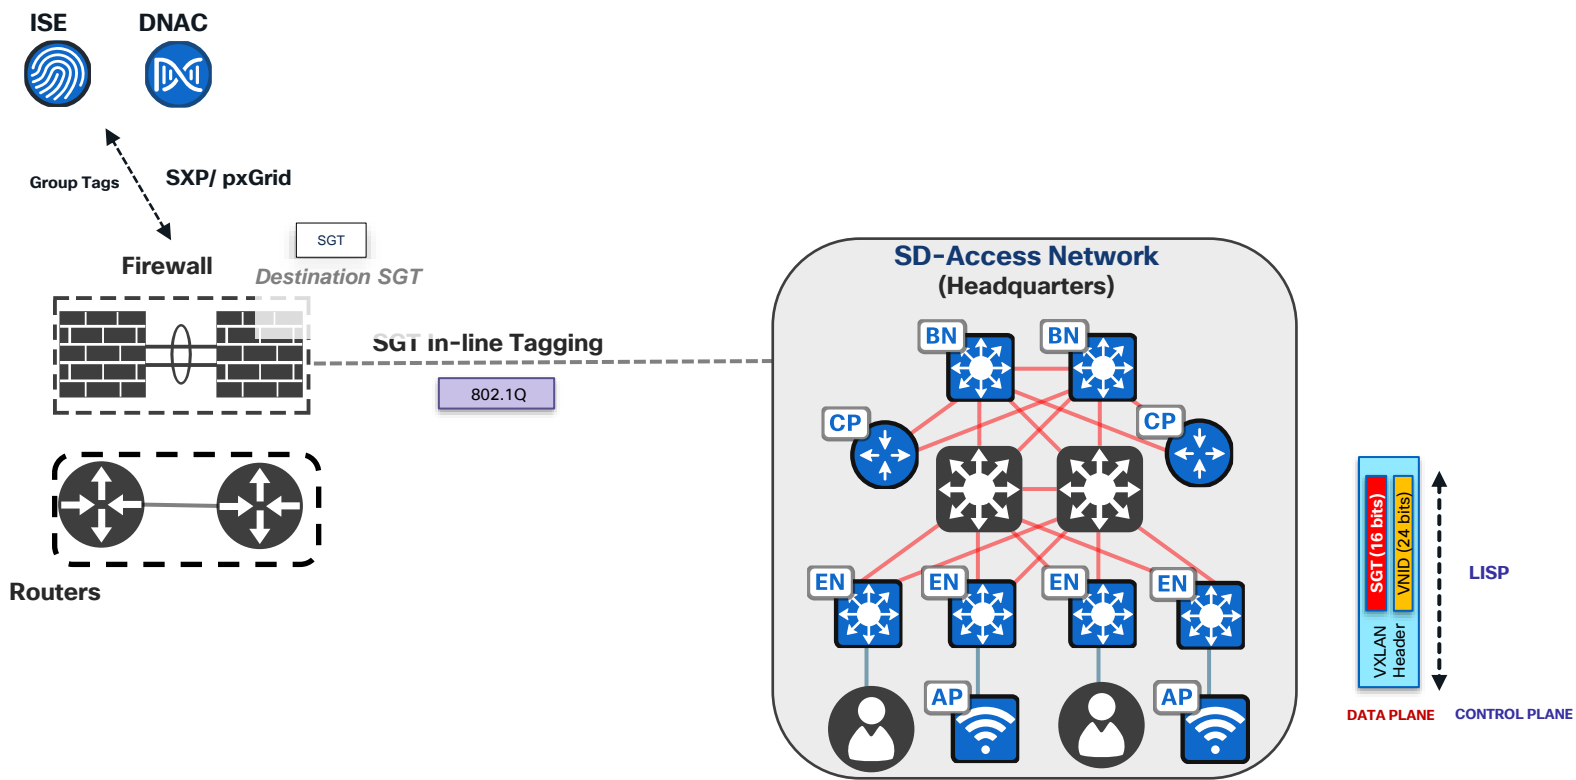 ISE
DNAC
Group Tags
SXP/ pxGrid
SGT
Firewall
Destination SGT
SGT In-line Tagging
802.1Q
Routers
SD-Access Network
(Headquarters)
BN
BN
CP
CP
EN
EN
EN
EN
AP
AP
SGT (16 bits)
VNID (24 bits)
VXLAN
Header
LISP
DATA PLANE
CONTROL PLANE